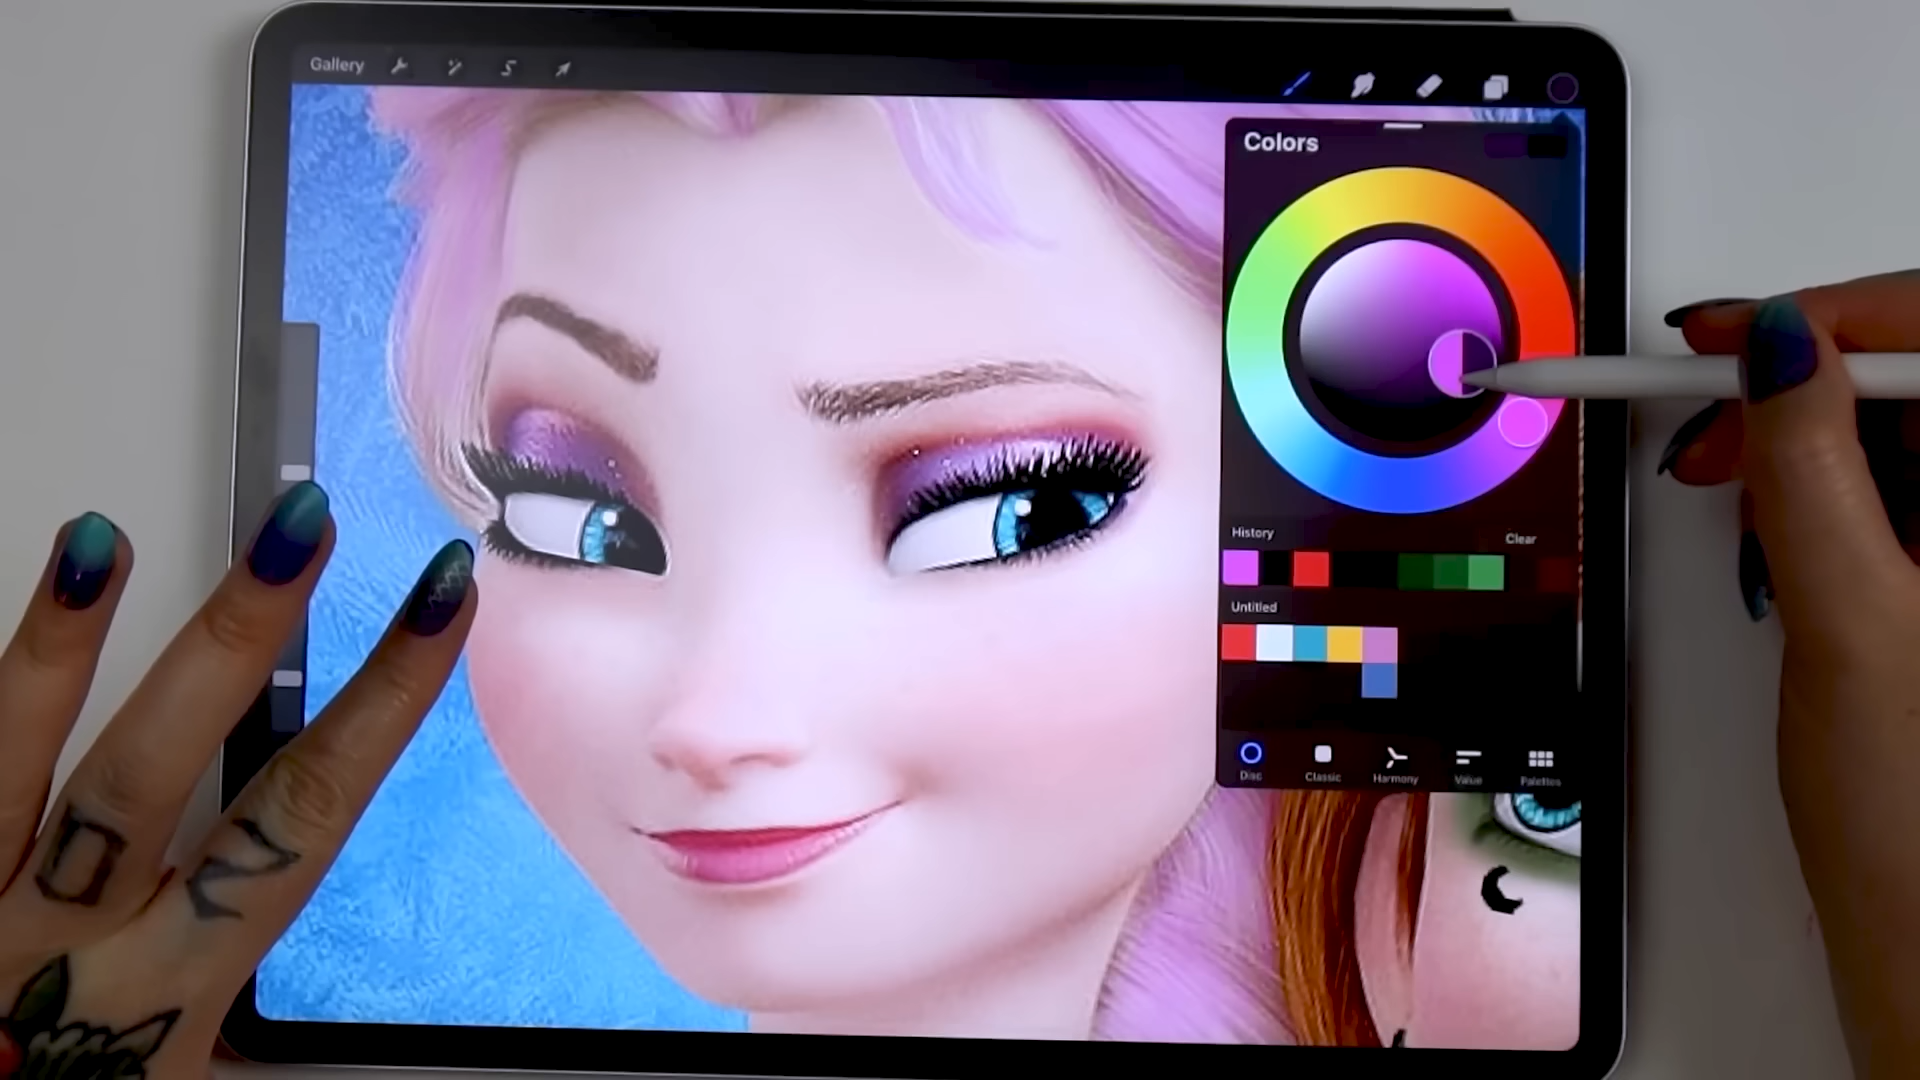 Gallery
Colors
History
Clear
Untitled
Disc
Classic
Harmony
Value
Palettes